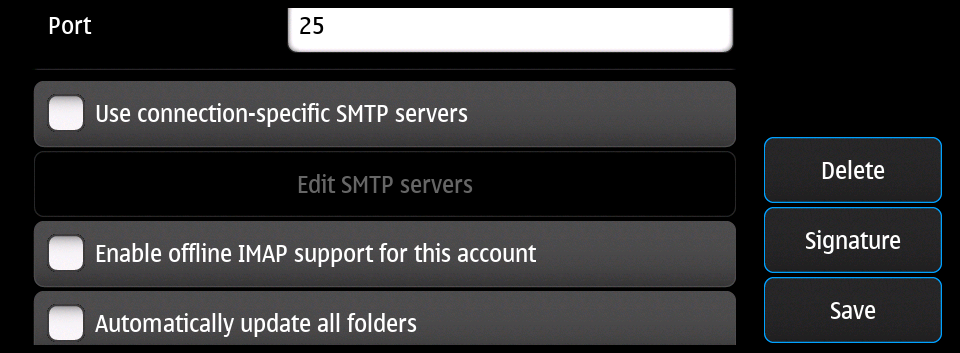 Port
25
Use connection-specific SMTP servers
Edit SMTP servers
Enable offline IMAP support for this account
Automatically update all folders
Delete
Signature
Save